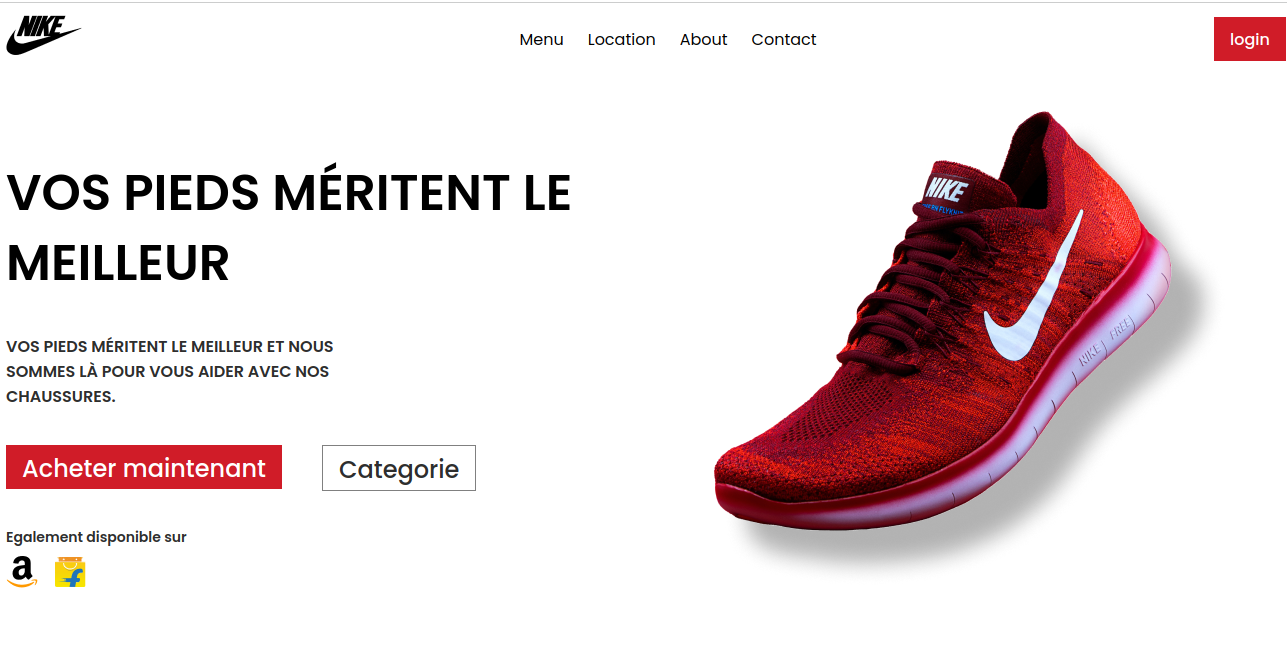 NIKE
Menu Location About Contact
login
VOS PIEDS MÉRITENT LE
MEILLEUR
VOS PIEDS MÉRITENT LE MEILLEUR ET NOUS
SOMMES LÀ POUR VOUS AIDER AVEC NOS
CHAUSSURES.
Acheter maintenant
Categorie
Egalement disponible sur
a
f
NIKE
NIKE FREE